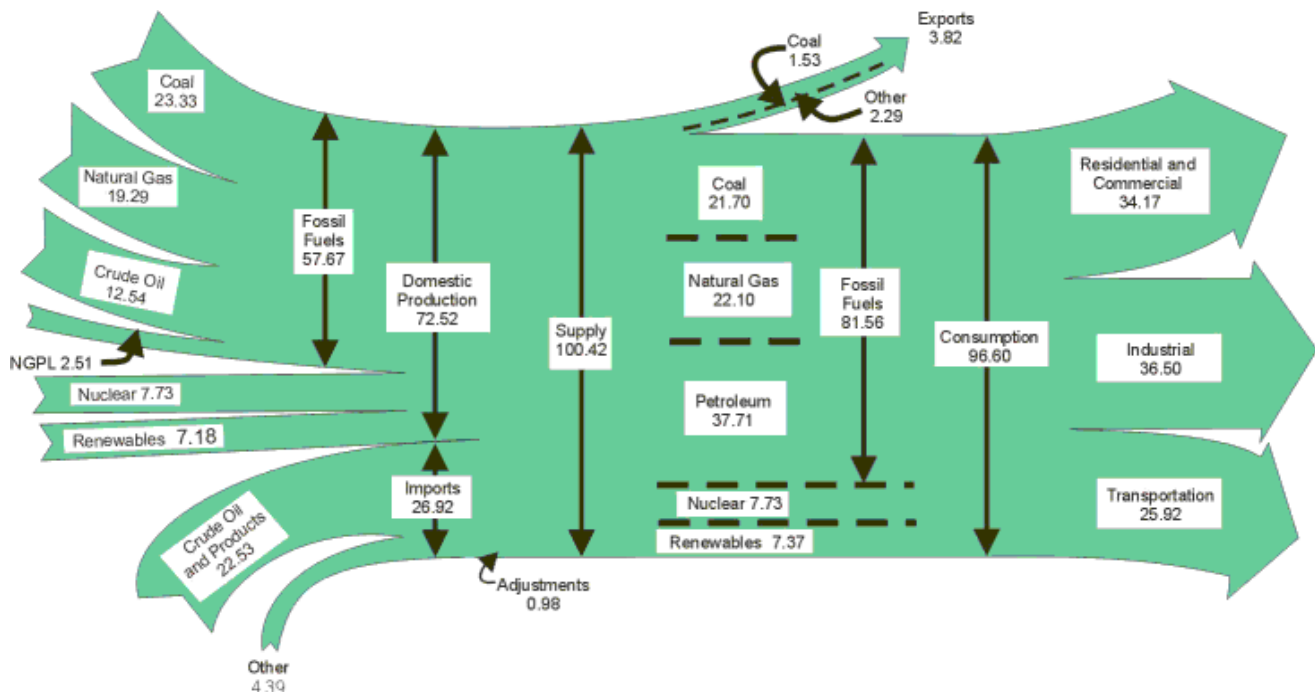 Exports
3.82
Coal
1.53
Other
2.29
Coal
23.33
Natural Gas
19.29
Crude Oil
12.54
NGPL 2.51
Nuclear 7.73
Renewables 7.18
Crude Oil
and Products
22.53
Other
4.39
Fossil
Fuels
57.67
Domestic
Production
72.52
Imports
26.92
Adjustments
0.98
Supply
100.42
Coal
21.70
Natural Gas
22.10
Petroleum
37.71
Nuclear 7.73
Renewables 7.37
Fossil
Fuels
81.56
Consumption
96.60
Residential and
Commercial
34.17
Industrial
36.50
Transportation
25.92